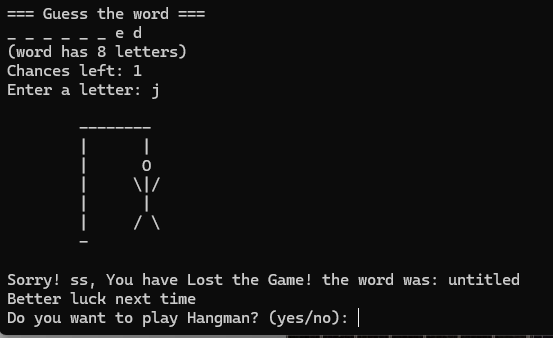 === Guess the word ===
_ _ _ _ _ _ e d
(word has 8 letters)
Chances left: 1
Enter a letter: j
Sorry! ss, You have Lost the Game! the word was: untitled
Better luck next time
Do you want to play Hangman? (yes/no):